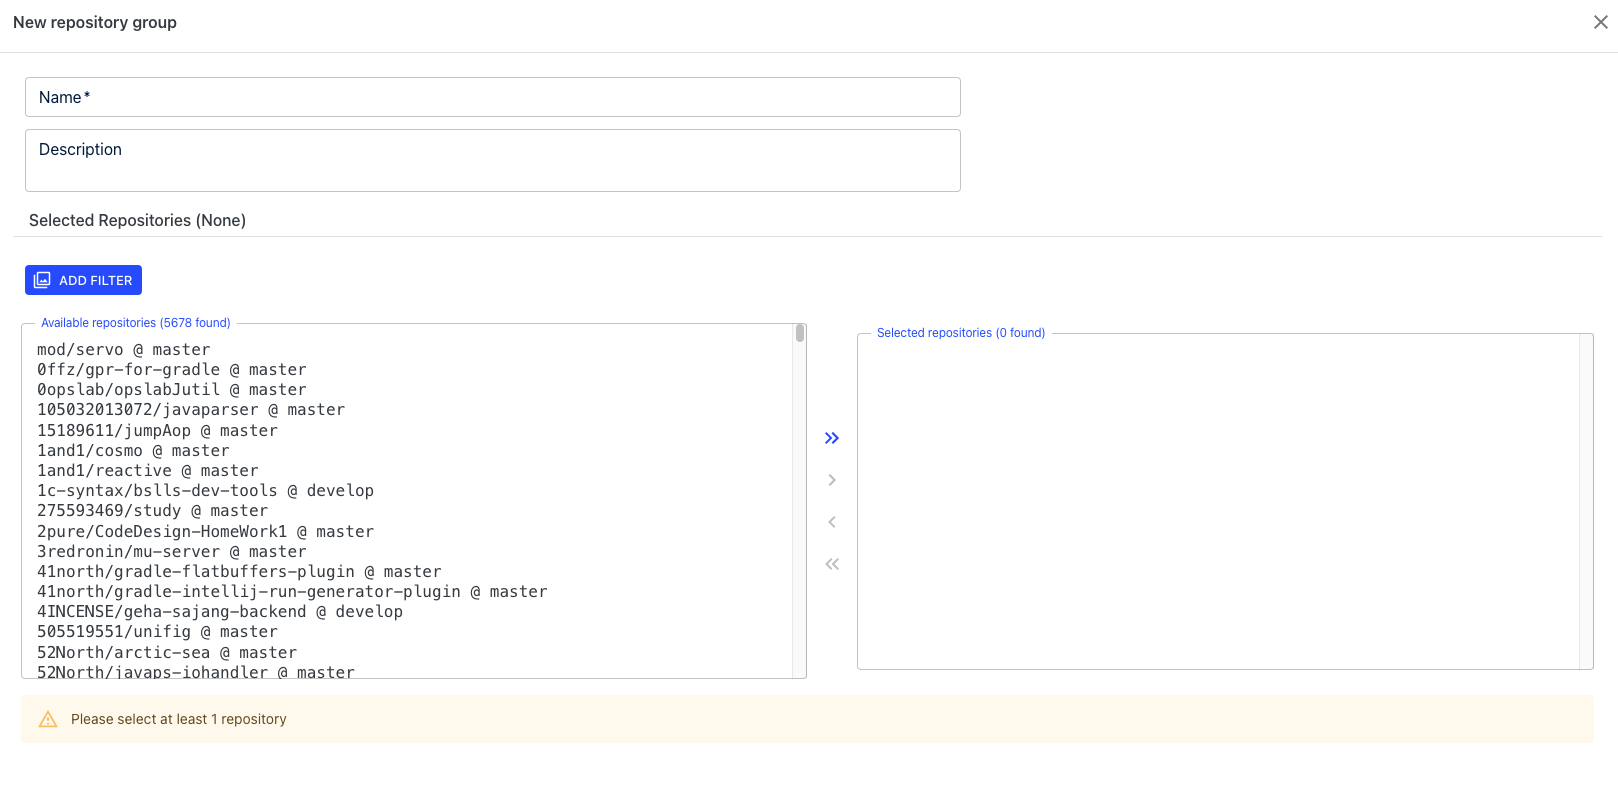 New repository group
Name *
Description
Selected Repositories (None)
ADD FILTER
Available repositories (5678 found)
mod/servo @ master
0ffz/gpr-for-gradle @ master
0opslab/opslabJutil @ master
105032013072/javaparser @ master
15189611/jumpAop @ master
1and1/cosmo @ master
1and1/reactive @ master
1c-syntax/bslls-dev-tools @ develop
275593469/study @ master
2pure/CodeDesign-HomeWork1 @ master
3redronin/mu-server @ master
41north/gradle-flatbuffers-plugin @ master
41north/gradle-intellij-run-generator-plugin @ master
4INCENSE/geha-sajang-backend @ develop
505519551/unifig @ master
52North/arctic-sea @ master
52North/javaps-iohandler @ master
Selected repositories (0 found)
Please select at least 1 repository